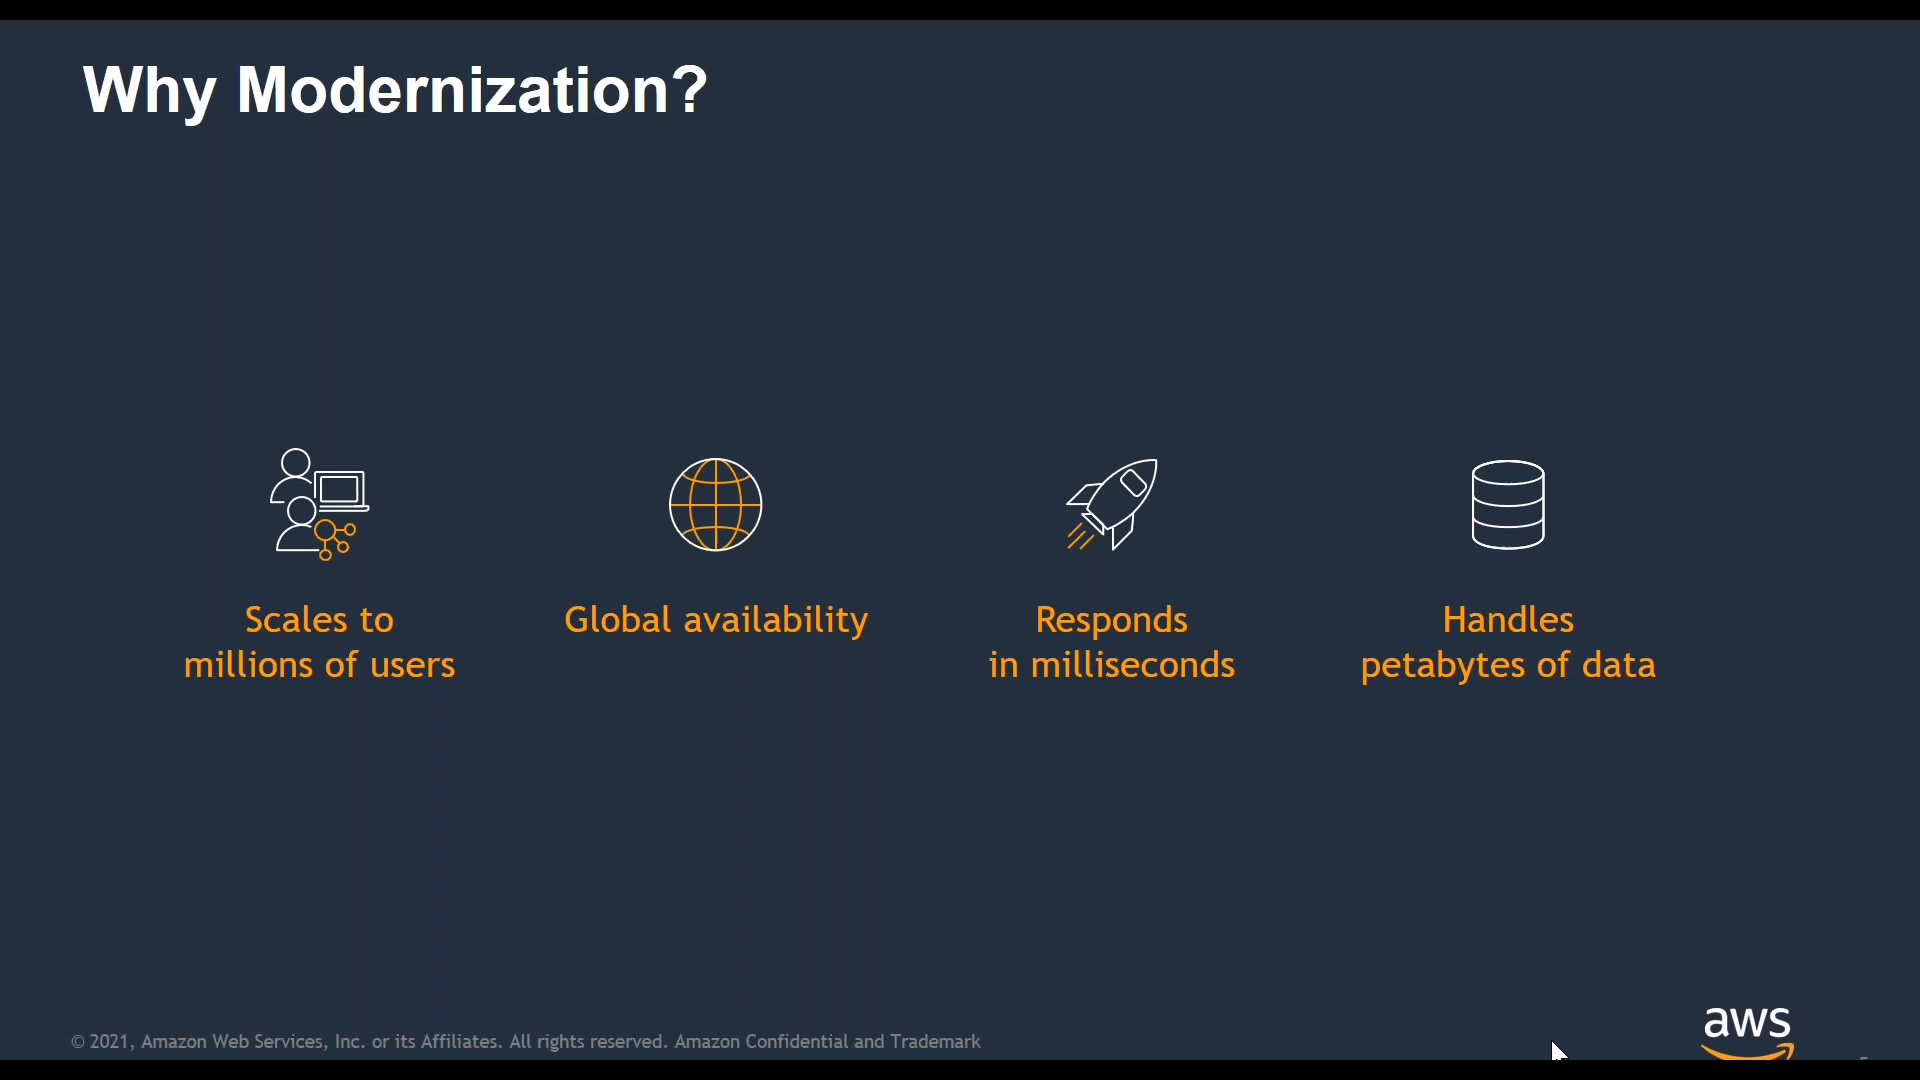 Why Modernization?
Scales to
millions of users
Global availability
Responds
in milliseconds
Handles
petabytes of data
© 2021, Amazon Web Services, Inc. or its Affiliates. All rights reserved. Amazon Confidential and Trademark
aws